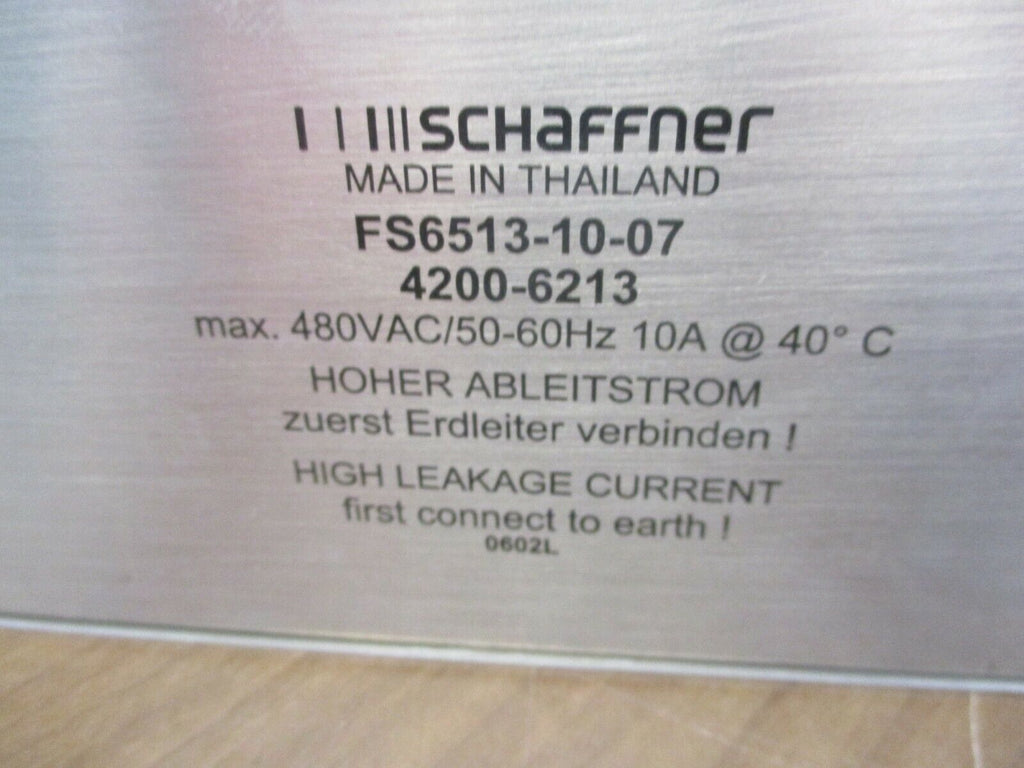 SCHAFFNER
MADE IN THAILAND
FS6513-10-07
4200-6213
max. 480VAC/50-60Hz 10A @ 40° C
HOHER ABLEITSTROM
zuerst Erdleiter verbinden !
HIGH LEAKAGE CURRENT
first connect to earth !
0602L